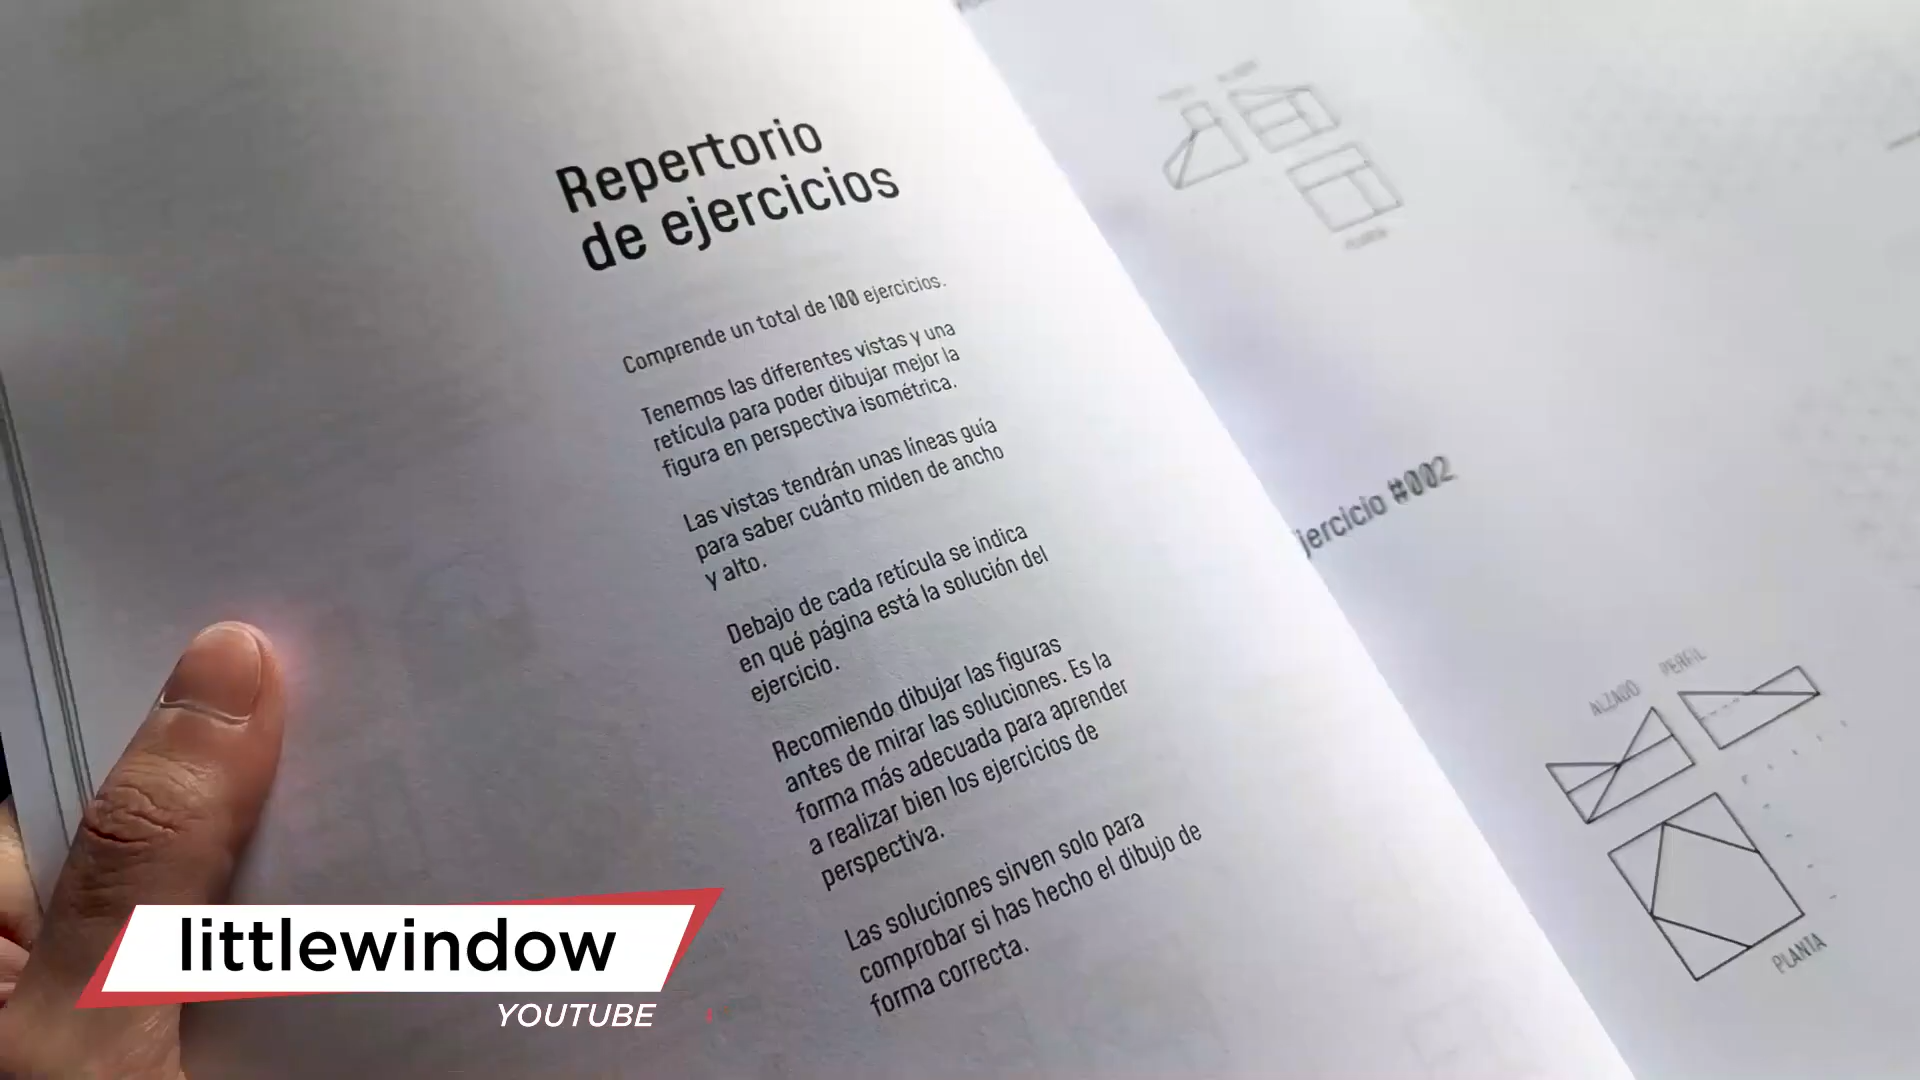 Repertorio
de ejercicios
Comprende un total de 100 ejercicios.
Tenemos las diferentes vistas y una
retícula para poder dibujar mejor la
figura en perspectiva isométrica.
Las vistas tendrán unas líneas guía
para saber cuánto miden de ancho
y alto.
Debajo de cada retícula se indica
en qué página está la solución del
ejercicio.
Recomiendo dibujar las figuras
antes de mirar las soluciones. Es la
forma más adecuada para aprender
a realizar bien los ejercicios de
perspectiva.
Las soluciones sirven solo para
comprobar si has hecho el dibujo de
forma correcta.
jercicio #002
ALZADO
PERFIL
PLANTA
littlewindow
YOUTUBE